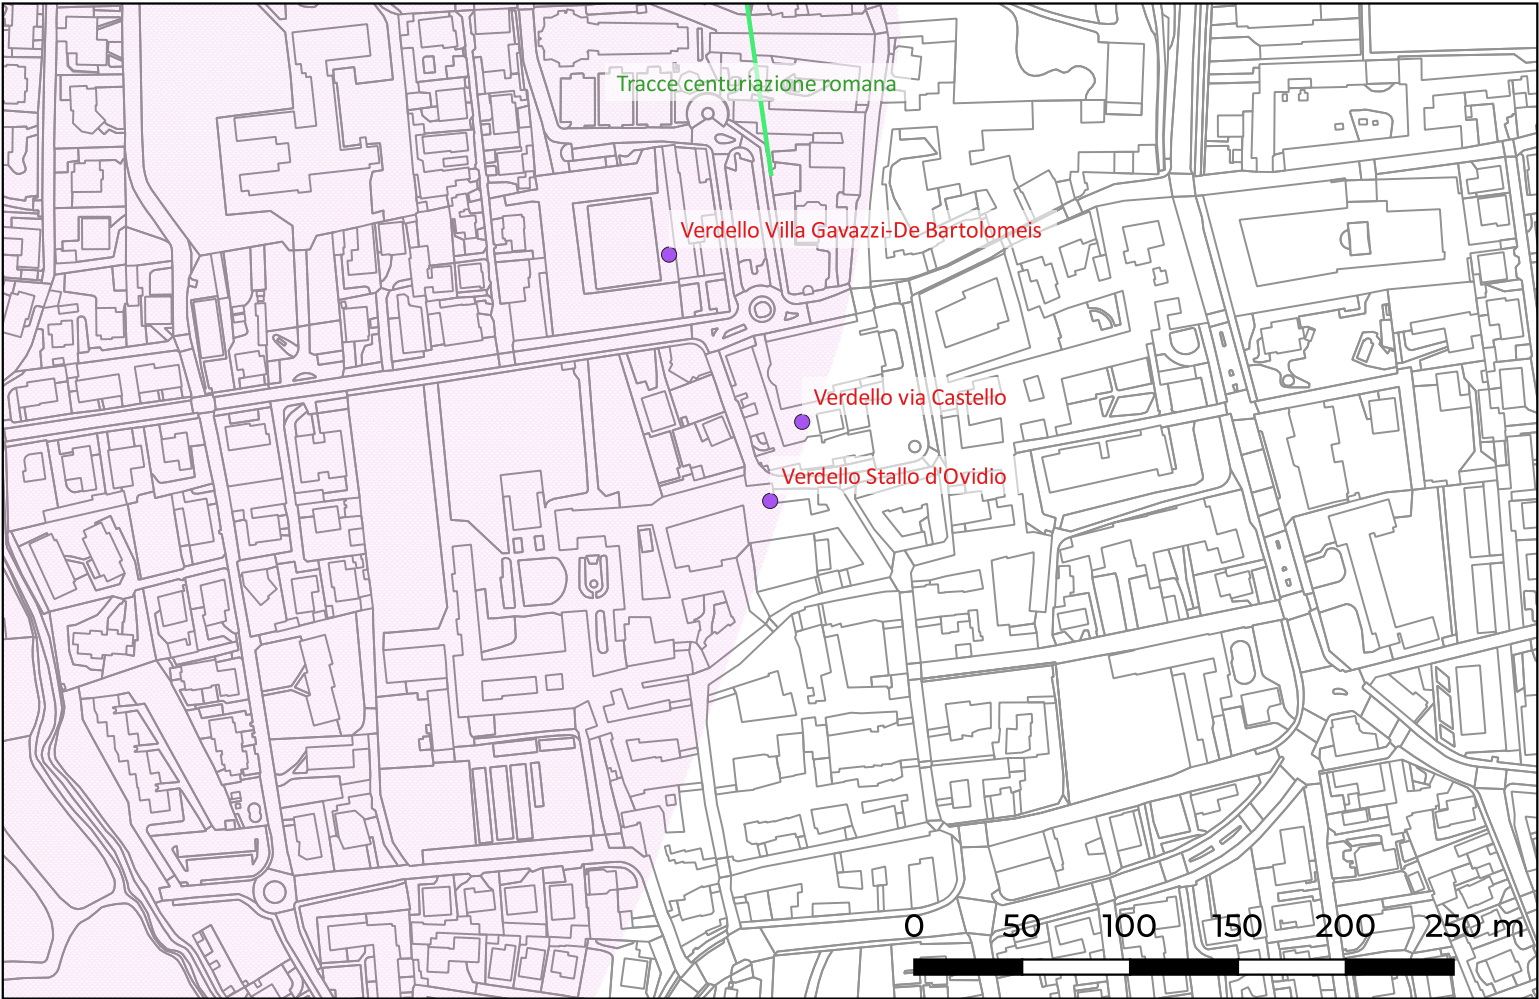 Tracce centuriazione romana
Verdello Villa Gavazzi-De Bartolomeis
Verdello via Castello
Verdello Stallo d'Ovidio
0 50 100 150 200 250 m